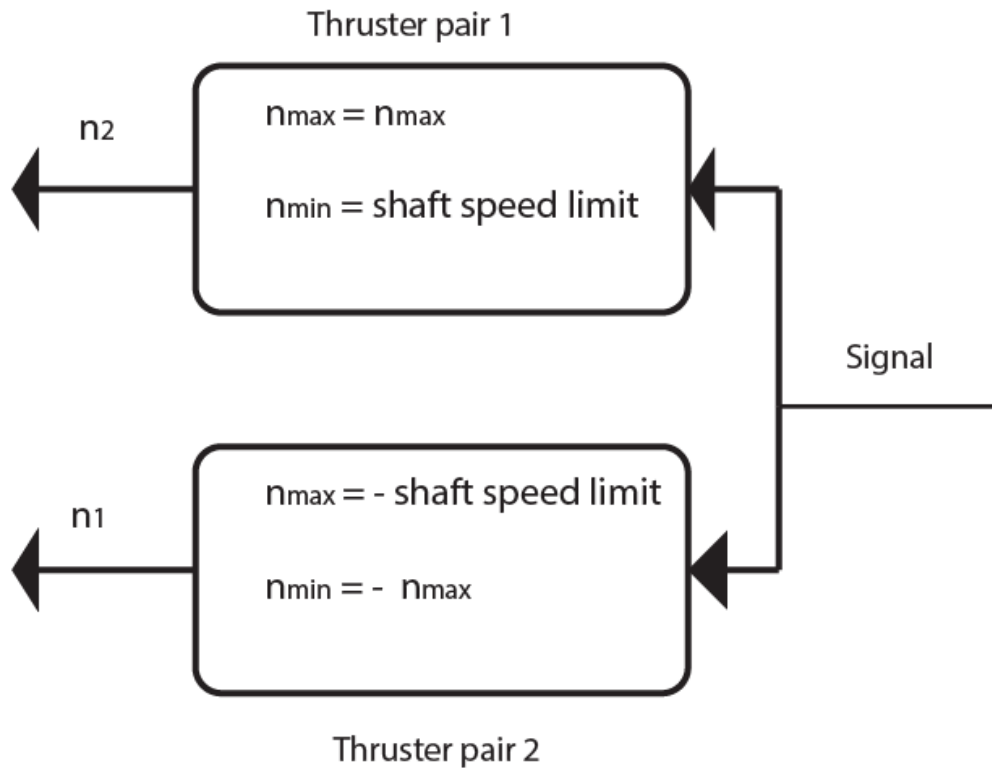 Thruster pair 1
n2
nmax = nmax
nmin = shaft speed limit
Signal
n1
nmax = - shaft speed limit
nmin = - nmax
Thruster pair 2